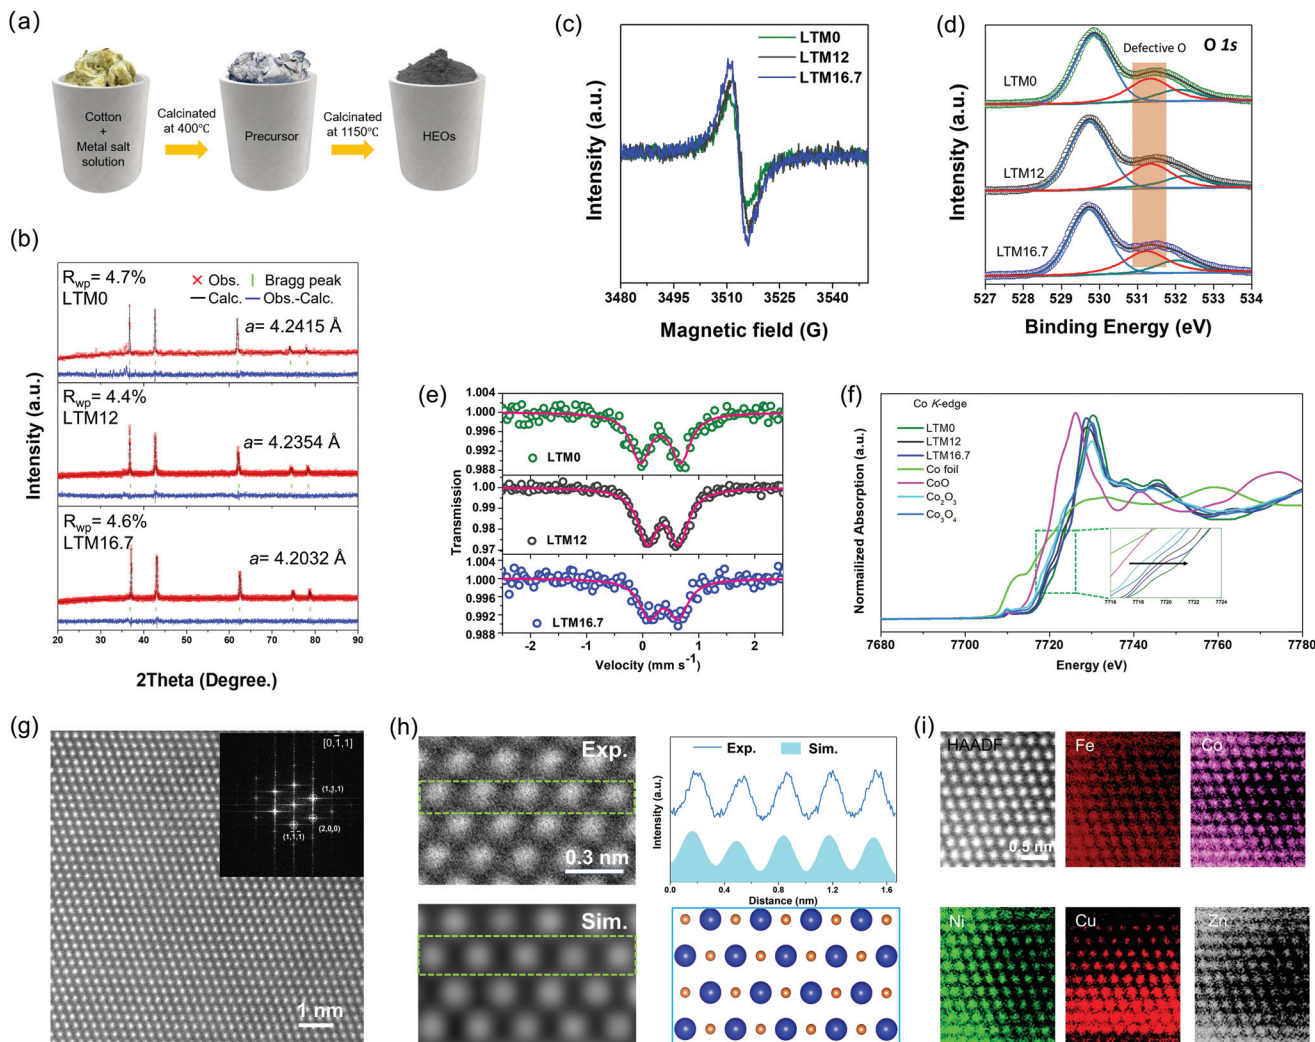 (a)
Cotton
+
Metal salt
solution
Calcinated
at 400℃
Precursor
Calcinated
at 1150℃
HEOs
(b)
Rwp= 4.7%
LTM0
Obs.
Bragg peak
Calc.
Obs.-Calc.
a= 4.2415 Å
Rwp= 4.4%
LTM12
a= 4.2354 Å
Rwp= 4.6%
LTM16.7
a= 4.2032 Å
Intensity (a.u.)
20 30 40 50 60 70 80 90
2Theta (Degree.)
(c)
LTM0
LTM12
LTM16.7
Intensity (a.u.)
3480 3495 3510 3525 3540
Magnetic field (G)
(d)
Defective O
O 1s
LTM0
LTM12
LTM16.7
Intensity (a.u.)
527 528 529 530 531 532 533 534
Binding Energy (eV)
(e)
1.004
1.000
0.996
0.992
0.988
LTM0
1.00
0.99
0.98
0.97
LTM12
1.004
1.000
0.996
0.992
0.988
LTM16.7
Transmission
-2 -1 0 1 2
Velocity (mm s-1)
(f)
Co K-edge
LTM0
LTM12
LTM16.7
Co foil
CoO
Co2O3
Co3O4
Normailized Absorption (a.u.)
7716 7718 7720 7722 7724
7680 7700 7720 7740 7760 7780
Energy (eV)
(g)
[0,1̄,1]
(1,1,1)
(2,0,0)
(1,1̄,1̄)
1 nm
(h)
Exp.
0.3 nm
Sim.
Exp.
Sim.
Intensity (a.u.)
0.0 0.4 0.8 1.2 1.6
Distance (nm)
(i)
HAADF
0.5 nm
Fe
Co
Ni
Cu
Zn